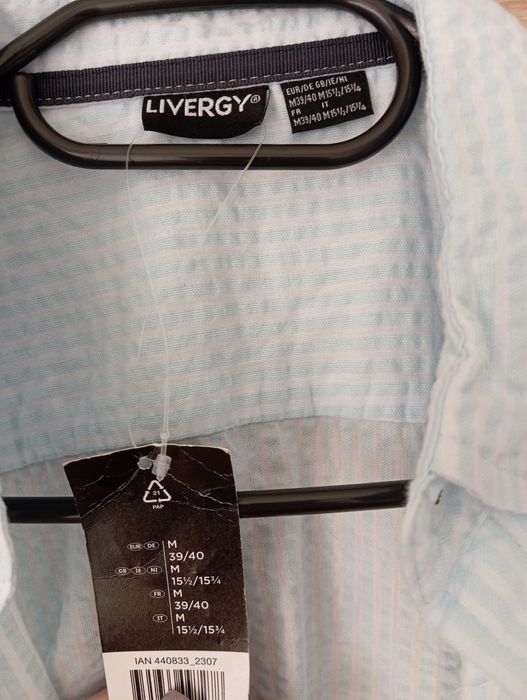 LIVERGY®
EUR/DE GB/IE/NI
M39/40 M15½/15¾
FR IT
M39/40 M15½/15¾
21
PAP
EUR DE M
39/40
GB IE NI M
15½/15¾
FR M
39/40
IT M
15½/15¾
IAN 440833_2307